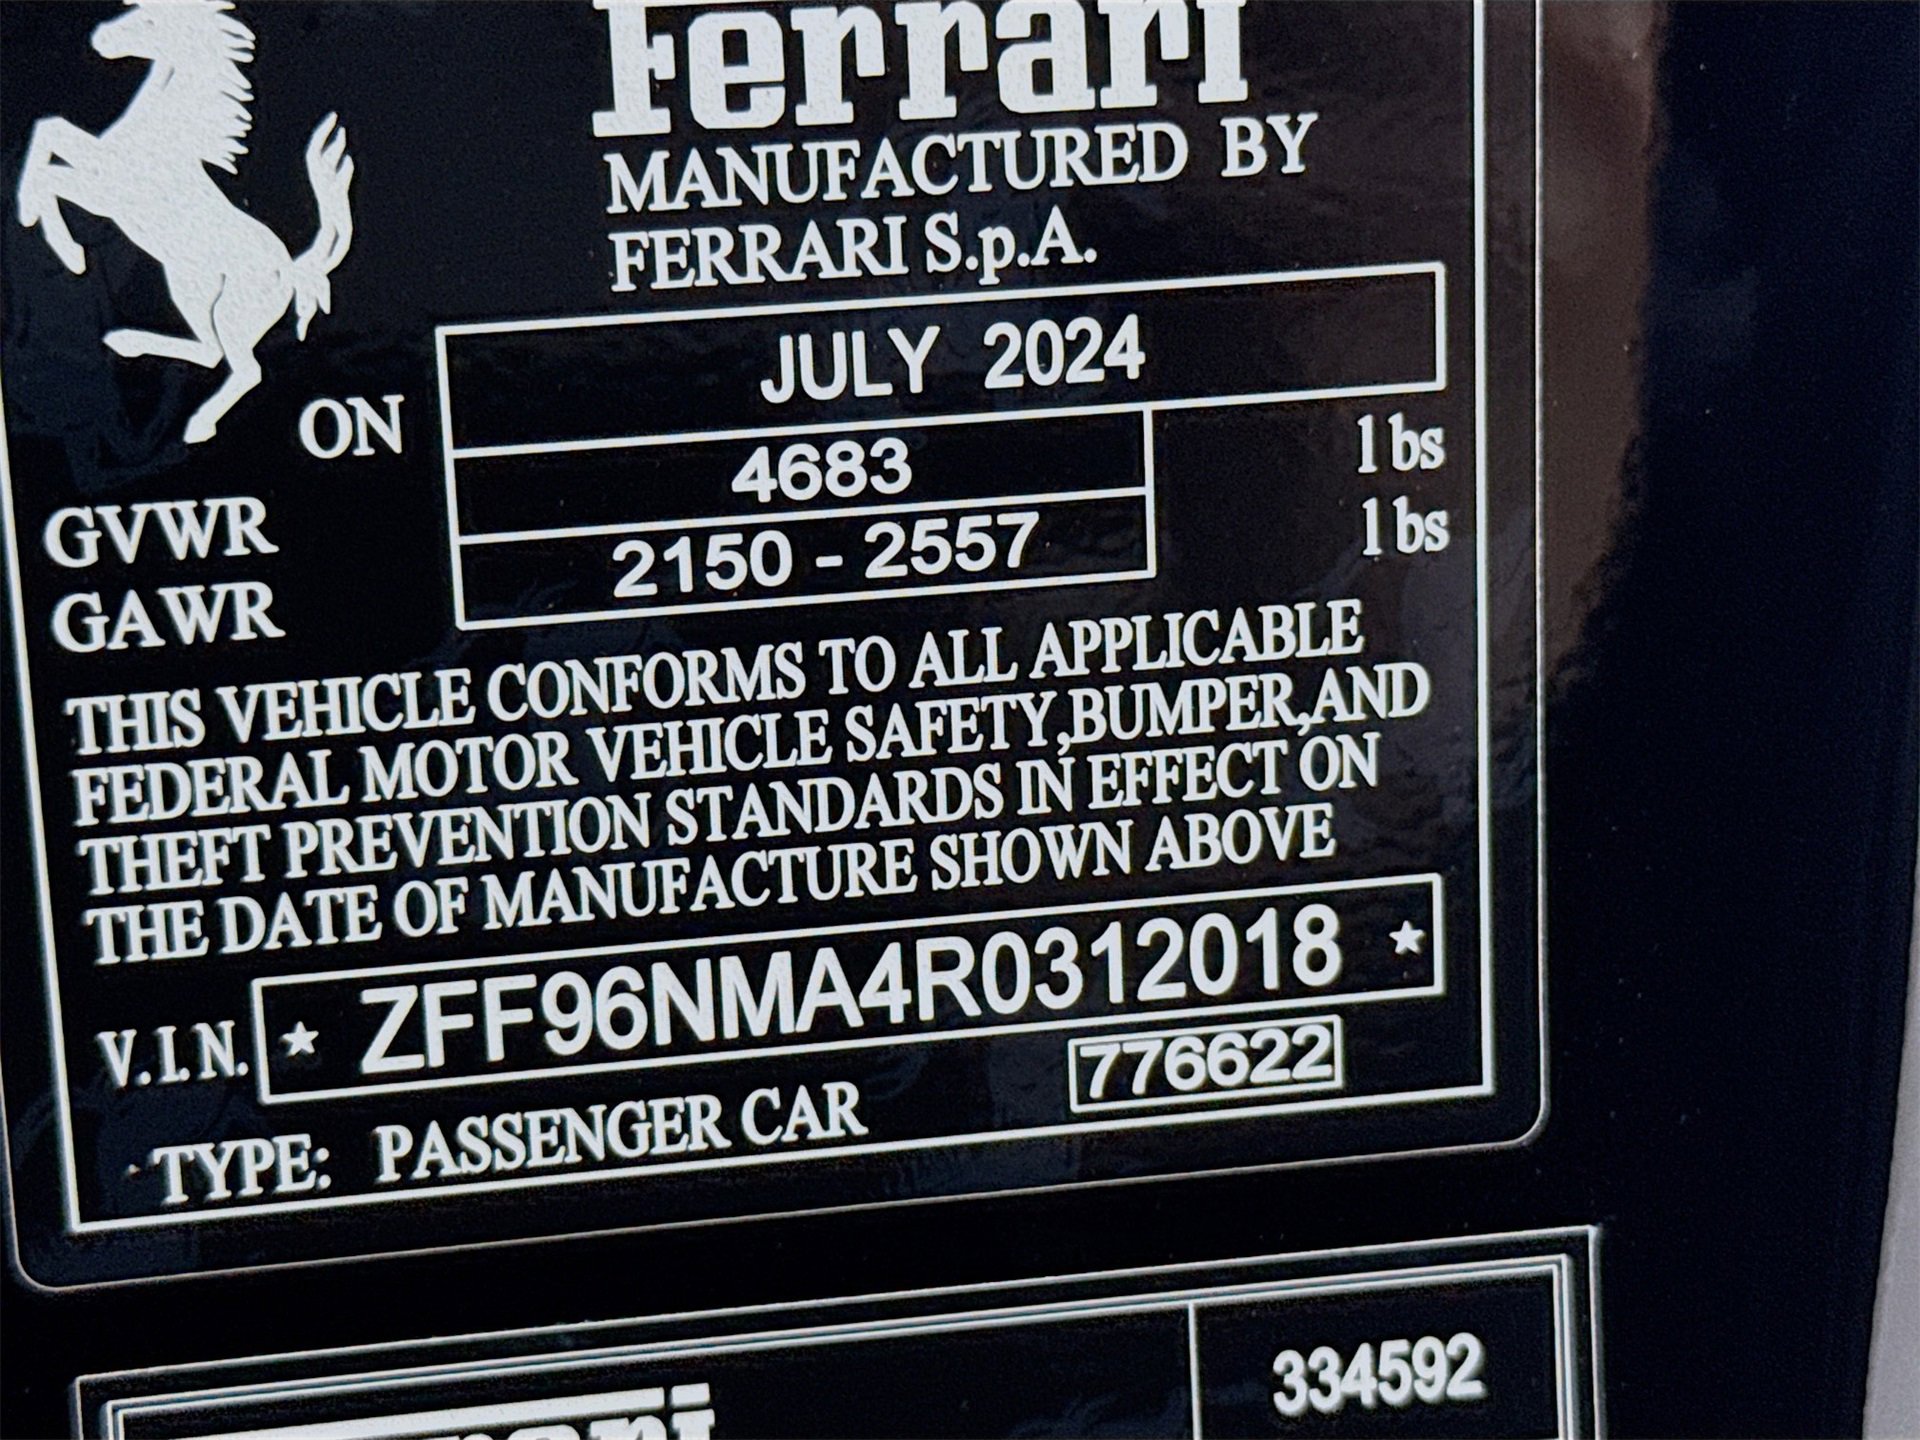 Ferrari
MANUFACTURED BY
FERRARI S.p.A.
ON JULY 2024
GVWR 4683 lbs
GAWR 2150 - 2557 lbs
THIS VEHICLE CONFORMS TO ALL APPLICABLE
FEDERAL MOTOR VEHICLE SAFETY,BUMPER,AND
THEFT PREVENTION STANDARDS IN EFFECT ON
THE DATE OF MANUFACTURE SHOWN ABOVE
V.I.N. ★ ZFF96NMA4R0312018 ★
776622
TYPE: PASSENGER CAR
334592